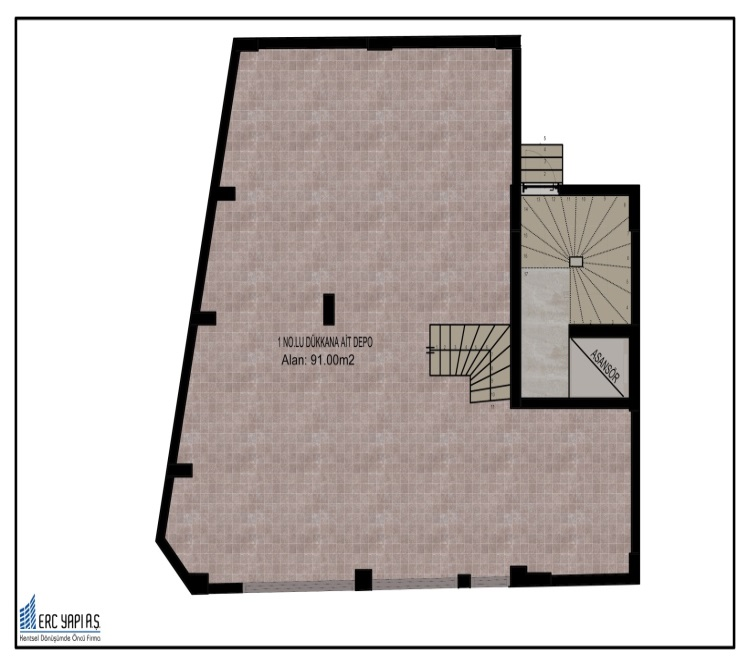 1 NO.LU DÜKKANA AİT DEPO
Alan: 91.00m2
ASANSÖR
ERC YAPI A.Ş.
Kentsel Dönüşümde Öncü Firma